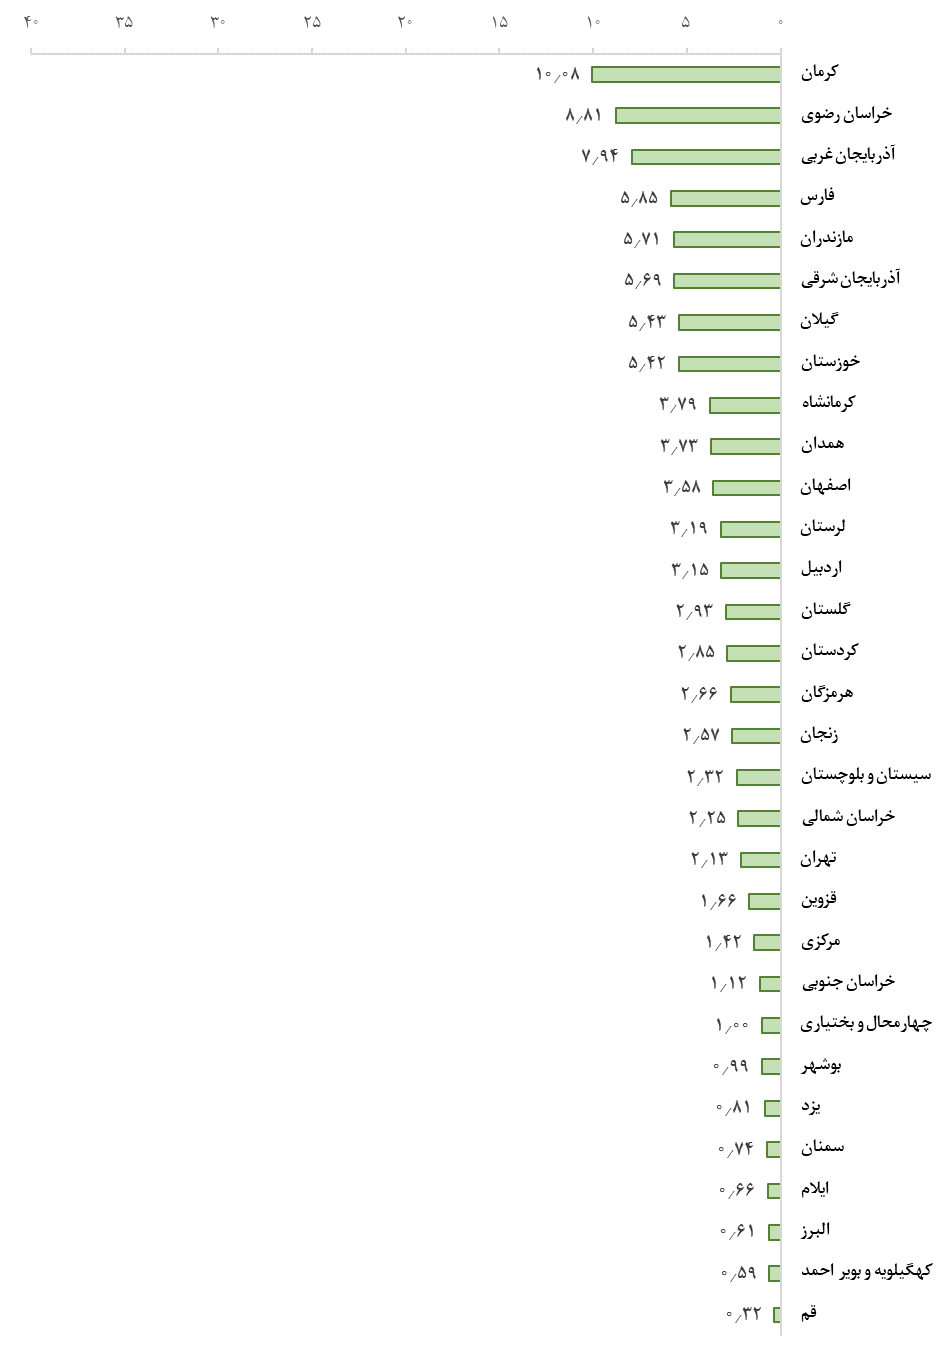 ۰ ۵ ۱۰ ۱۵ ۲۰ ۲۵ ۳۰ ۳۵ ۴۰
کرمان ۱۰٫۰۸
خراسان رضوی ۸٫۸۱
آذربایجان غربی ۷٫۹۴
فارس ۵٫۸۵
مازندران ۵٫۷۱
آذربایجان شرقی ۵٫۶۹
گیلان ۵٫۴۳
خوزستان ۵٫۴۲
کرمانشاه ۳٫۷۹
همدان ۳٫۷۳
اصفهان ۳٫۵۸
لرستان ۳٫۱۹
اردبیل ۳٫۱۵
گلستان ۲٫۹۳
کردستان ۲٫۸۵
هرمزگان ۲٫۶۶
زنجان ۲٫۵۷
سیستان و بلوچستان ۲٫۳۲
خراسان شمالی ۲٫۲۵
تهران ۲٫۱۳
قزوین ۱٫۶۶
مرکزی ۱٫۴۲
خراسان جنوبی ۱٫۱۲
چهارمحال و بختیاری ۱٫۰۰
بوشهر ۰٫۹۹
یزد ۰٫۸۱
سمنان ۰٫۷۴
ایلام ۰٫۶۶
البرز ۰٫۶۱
کهگیلویه و بویر احمد ۰٫۵۹
قم ۰٫۳۲